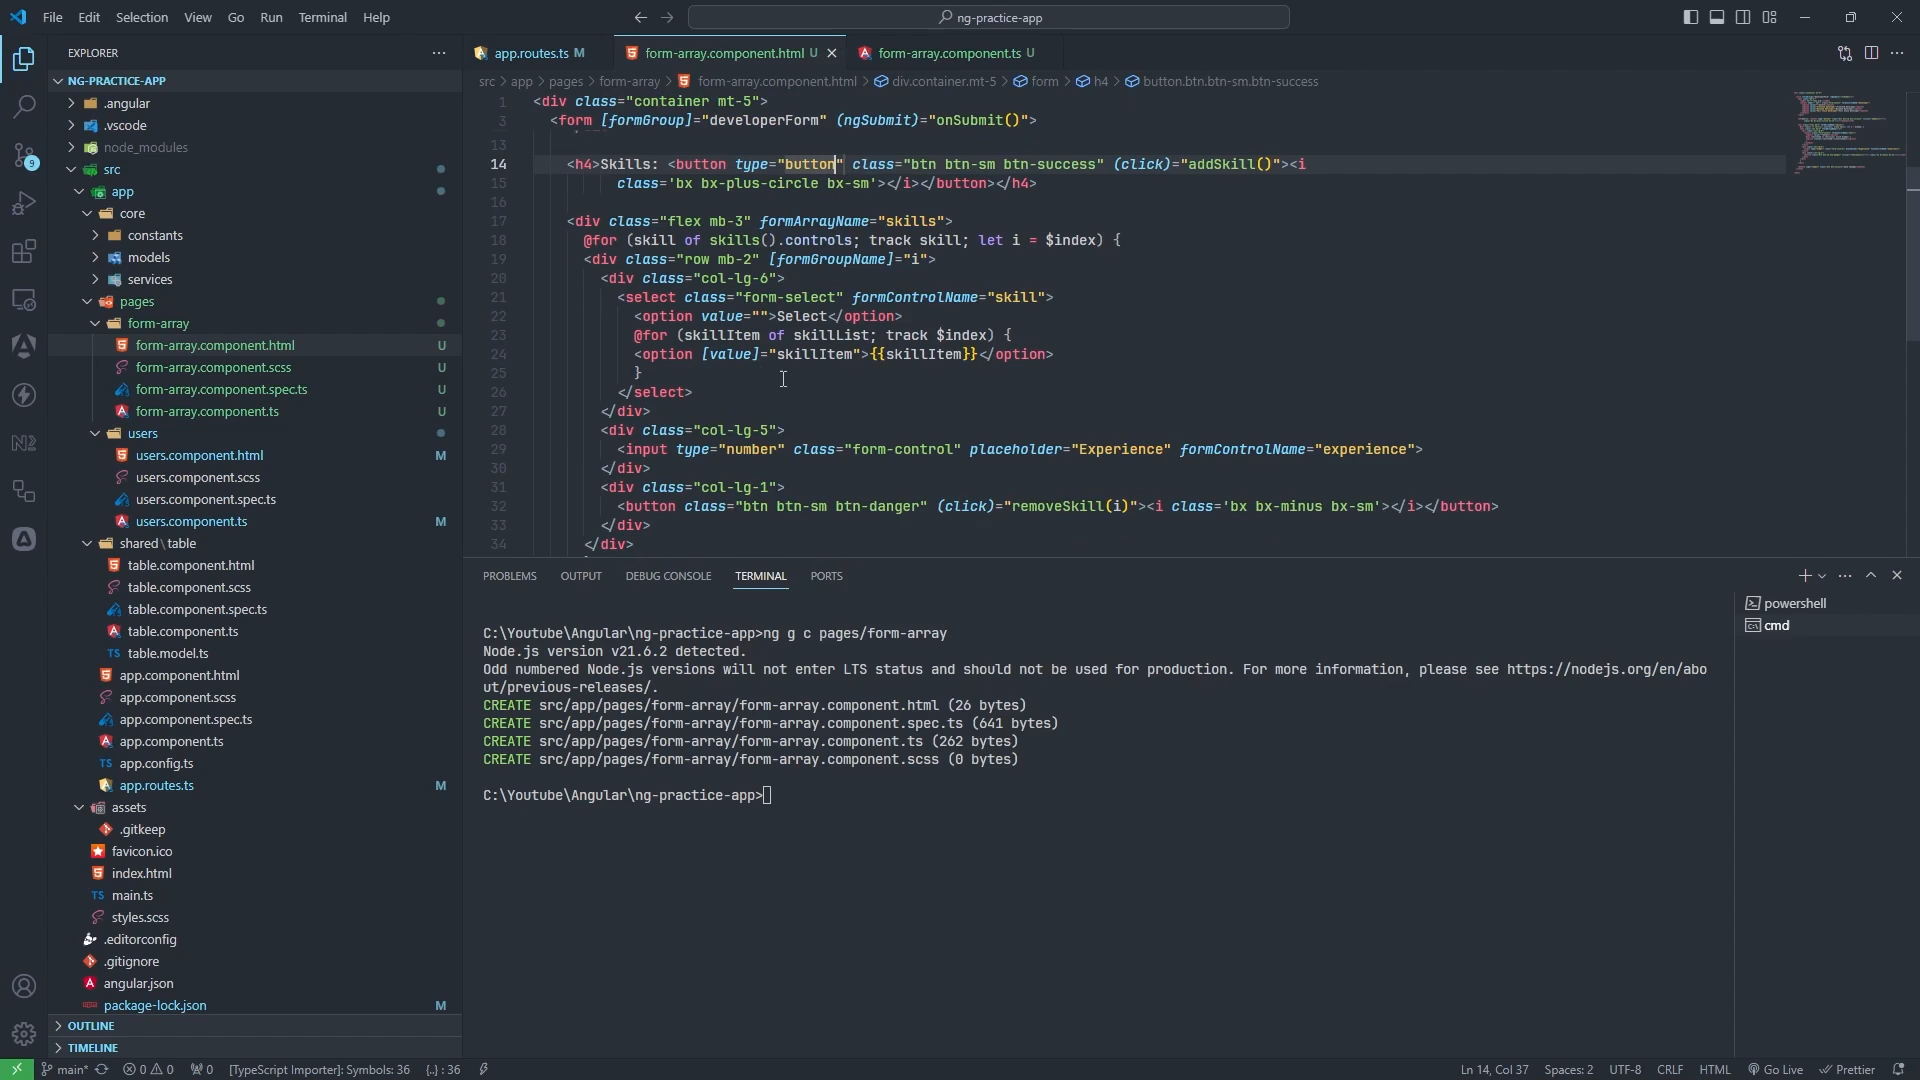 File Edit Selection View Go Run Terminal Help
ng-practice-app
EXPLORER
NG-PRACTICE-APP
.angular
.vscode
node_modules
src
app
core
constants
models
services
pages
form-array
form-array.component.html U
form-array.component.scss U
form-array.component.spec.ts U
form-array.component.ts U
users
users.component.html M
users.component.scss
users.component.spec.ts
users.component.ts M
shared\table
table.component.html
table.component.scss
table.component.spec.ts
table.component.ts
TS table.model.ts
app.component.html
app.component.scss
app.component.spec.ts
app.component.ts
TS app.config.ts
app.routes.ts M
assets
.gitkeep
favicon.ico
index.html
TS main.ts
styles.scss
.editorconfig
.gitignore
angular.json
package-lock.json M
OUTLINE
TIMELINE
9
app.routes.ts M form-array.component.html U form-array.component.ts U
src > app > pages > form-array > form-array.component.html > div.container.mt-5 > form > h4 > button.btn.btn-sm.btn-success
1 <div class="container mt-5">
3 <form [formGroup]="developerForm" (ngSubmit)="onSubmit()">
13
14 <h4>Skills: <button type="button" class="btn btn-sm btn-success" (click)="addSkill()"><i
15 class='bx bx-plus-circle bx-sm'></i></button></h4>
16
17 <div class="flex mb-3" formArrayName="skills">
18 @for (skill of skills().controls; track skill; let i = $index) {
19 <div class="row mb-2" [formGroupName]="i">
20 <div class="col-lg-6">
21 <select class="form-select" formControlName="skill">
22 <option value="">Select</option>
23 @for (skillItem of skillList; track $index) {
24 <option [value]="skillItem">{{skillItem}}</option>
25 }
26 </select>
27 </div>
28 <div class="col-lg-5">
29 <input type="number" class="form-control" placeholder="Experience" formControlName="experience">
30 </div>
31 <div class="col-lg-1">
32 <button class="btn btn-sm btn-danger" (click)="removeSkill(i)"><i class='bx bx-minus bx-sm'></i></button>
33 </div>
34 </div>
PROBLEMS OUTPUT DEBUG CONSOLE TERMINAL PORTS
powershell
cmd
C:\Youtube\Angular\ng-practice-app>ng g c pages/form-array
Node.js version v21.6.2 detected.
Odd numbered Node.js versions will not enter LTS status and should not be used for production. For more information, please see https://nodejs.org/en/abo
ut/previous-releases/.
CREATE src/app/pages/form-array/form-array.component.html (26 bytes)
CREATE src/app/pages/form-array/form-array.component.spec.ts (641 bytes)
CREATE src/app/pages/form-array/form-array.component.ts (262 bytes)
CREATE src/app/pages/form-array/form-array.component.scss (0 bytes)
C:\Youtube\Angular\ng-practice-app>
main* 0 0 0 [TypeScript Importer]: Symbols: 36 {..} : 36 Ln 14, Col 37 Spaces: 2 UTF-8 CRLF HTML Go Live Prettier